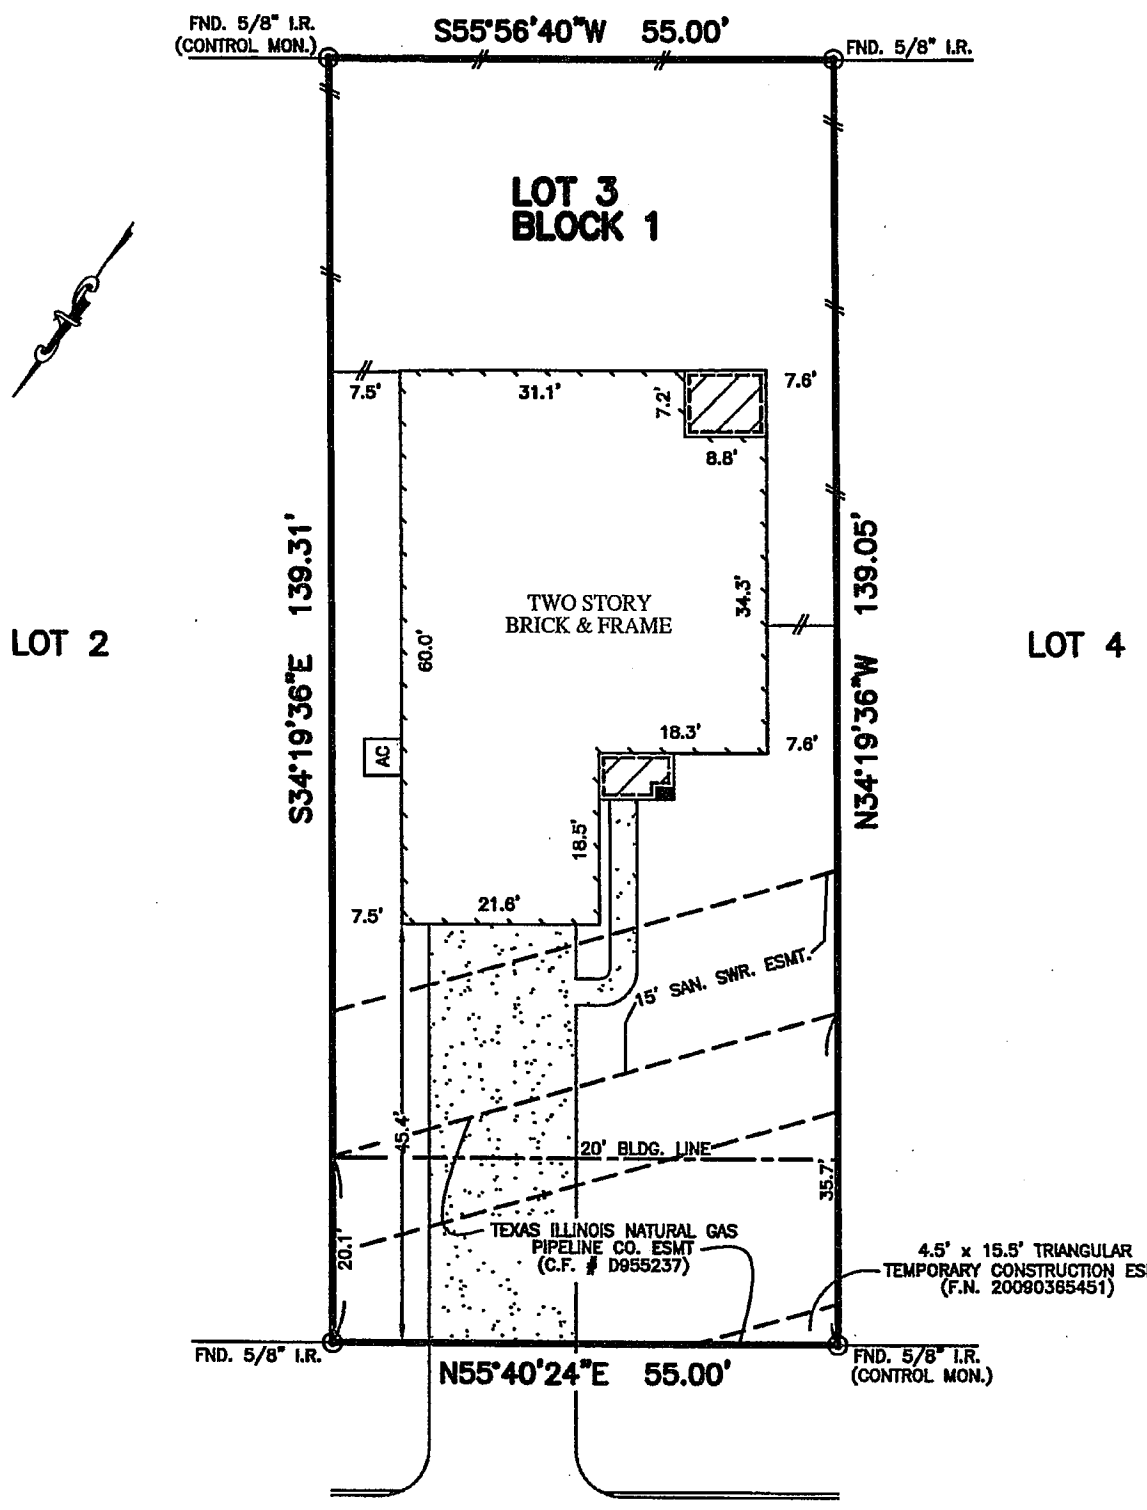 FND. 5/8" I.R.
(CONTROL MON.)
S55°56'40"W 55.00'
FND. 5/8" I.R.
LOT 3
BLOCK 1
7.5'
31.1'
7.2'
8.8'
7.6'
S34°19'36"E 139.31'
N34°19'36"W 139.05'
TWO STORY
BRICK & FRAME
34.3'
60.0'
LOT 2
LOT 4
18.3'
7.6'
AC
18.5'
21.6'
7.5'
15' SAN. SWR. ESMT.
45.4'
20' BLDG. LINE
35.7'
20.1'
TEXAS ILLINOIS NATURAL GAS
PIPELINE CO. ESMT
(C.F. # D955237)
4.5' x 15.5' TRIANGULAR
TEMPORARY CONSTRUCTION ES
(F.N. 20090365451)
FND. 5/8" I.R.
N55°40'24"E 55.00'
FND. 5/8" I.R.
(CONTROL MON.)